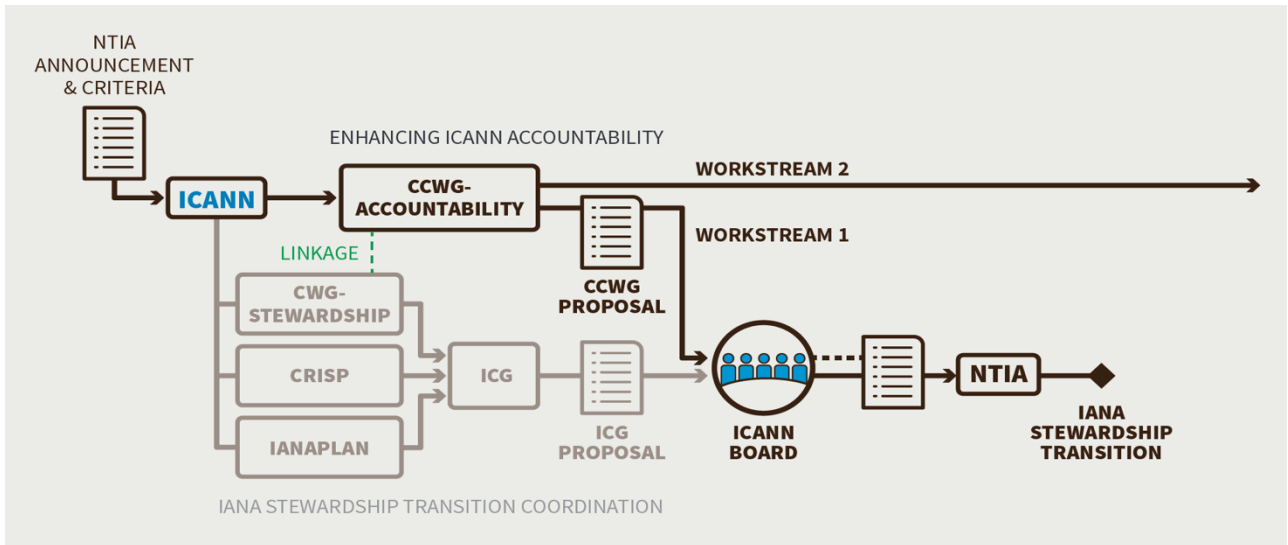 NTIA
ANNOUNCEMENT
& CRITERIA
ENHANCING ICANN ACCOUNTABILITY
ICANN
CCWG-
ACCOUNTABILITY
WORKSTREAM 2
WORKSTREAM 1
LINKAGE
CCWG
PROPOSAL
CWG-
STEWARDSHIP
CRISP
ICG
IANAPLAN
ICG
PROPOSAL
ICANN
BOARD
NTIA
IANA
STEWARDSHIP
TRANSITION
IANA STEWARDSHIP TRANSITION COORDINATION